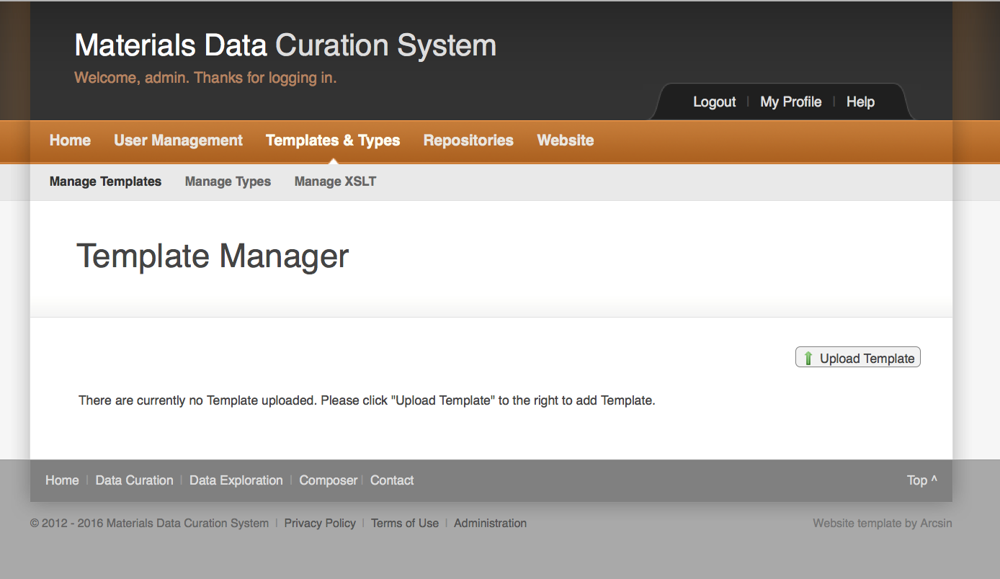 Materials Data Curation System
Welcome, admin. Thanks for logging in.
Logout | My Profile | Help
Home User Management Templates & Types Repositories Website
Manage Templates Manage Types Manage XSLT
Template Manager
Upload Template
There are currently no Template uploaded. Please click "Upload Template" to the right to add Template.
Home | Data Curation | Data Exploration | Composer | Contact Top ^
© 2012 - 2016 Materials Data Curation System | Privacy Policy | Terms of Use | Administration Website template by Arcsin